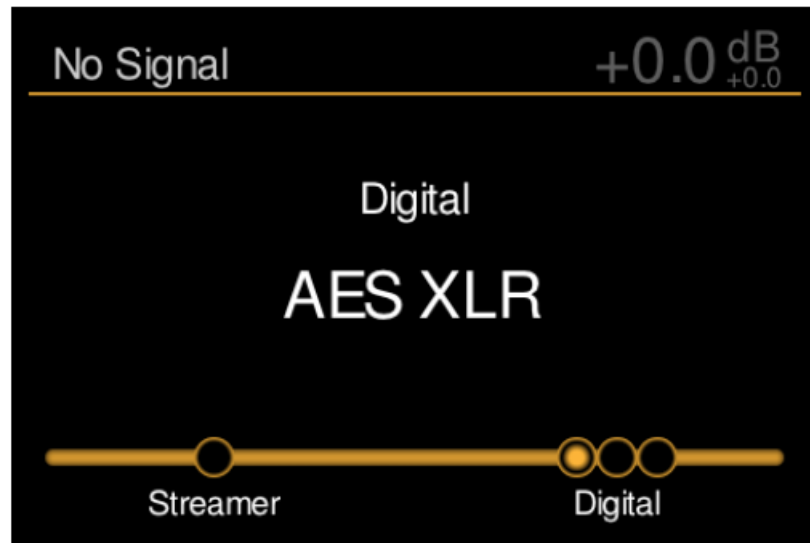 No Signal
+0.0 dB
+0.0
Digital
AES XLR
Streamer
Digital